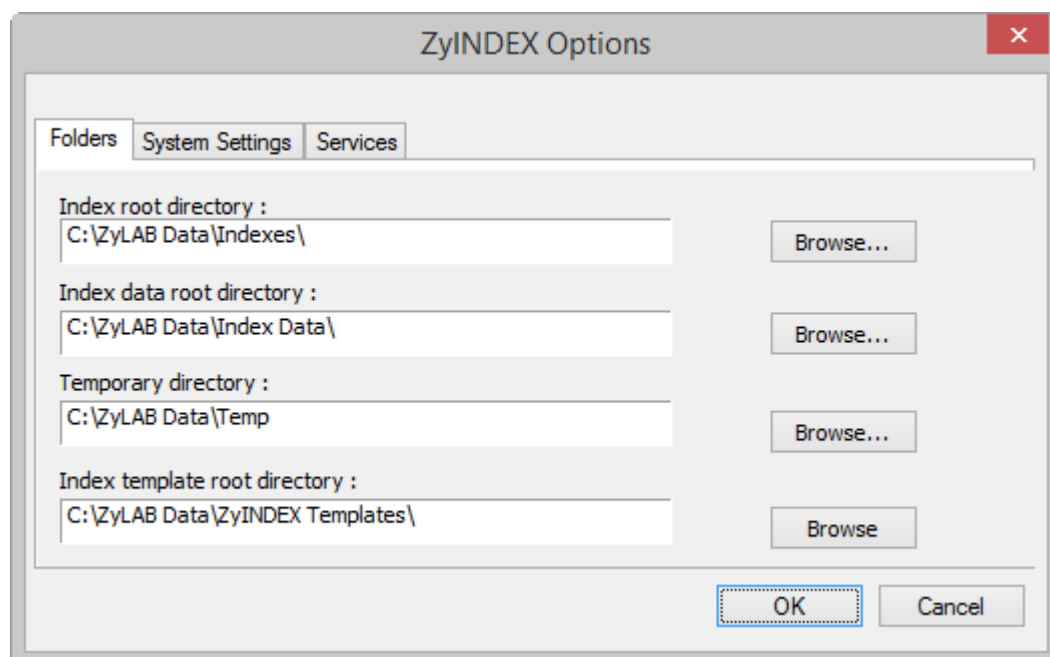 ZyINDEX Options
Folders System Settings Services
Index root directory :
C:\ZyLAB Data\Indexes\
Browse...
Index data root directory :
C:\ZyLAB Data\Index Data\
Browse...
Temporary directory :
C:\ZyLAB Data\Temp
Browse...
Index template root directory :
C:\ZyLAB Data\ZyINDEX Templates\
Browse
OK Cancel